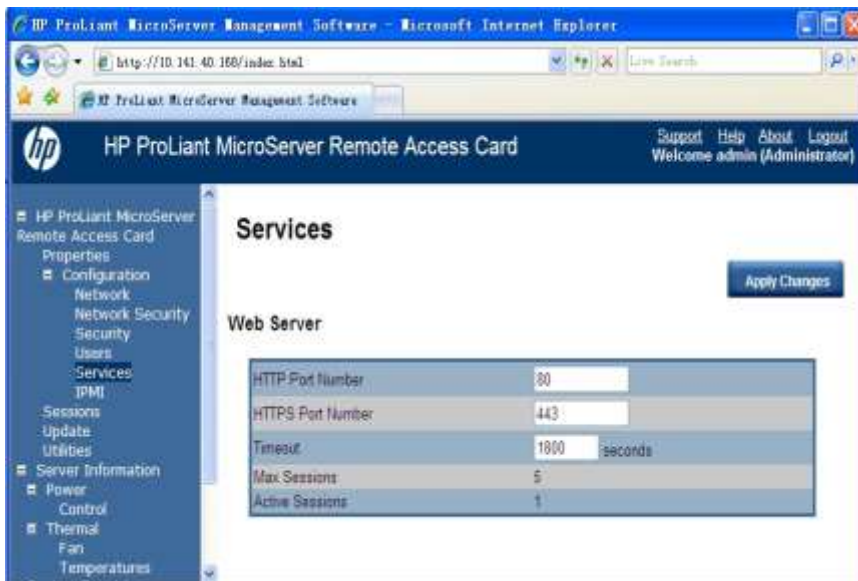 HP ProLiant MicroServer Management Software - Microsoft Internet Explorer
http://10.141.40.168/index.html
Live Search
HP ProLiant MicroServer Management Software
hp
HP ProLiant MicroServer Remote Access Card
Support Help About Logout
Welcome admin (Administrator)
HP ProLiant MicroServer
Remote Access Card
Properties
Configuration
Network
Network Security
Security
Users
Services
IPMI
Sessions
Update
Utilities
Server Information
Power
Control
Thermal
Fan
Temperatures
Services
Apply Changes
Web Server
HTTP Port Number 80
HTTPS Port Number 443
Timeout 1800 seconds
Max Sessions 5
Active Sessions 1